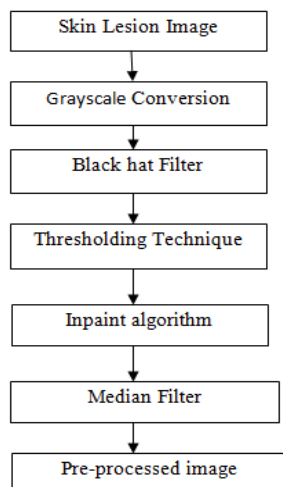 Skin Lesion Image
Grayscale Conversion
Black hat Filter
Thresholding Technique
Inpaint algorithm
Median Filter
Pre-processed image